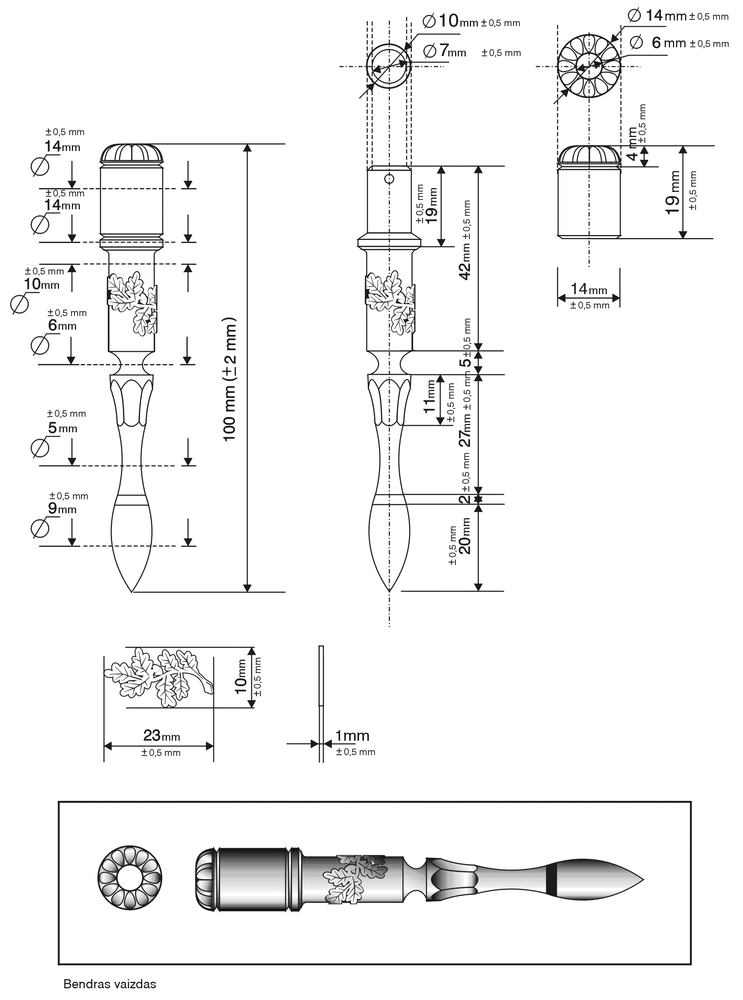 Ø 10mm ± 0,5 mm
Ø 7mm ± 0,5 mm
Ø 14mm ± 0,5 mm
Ø 6mm ± 0,5 mm
± 0,5 mm
14mm
Ø
± 0,5 mm
14mm
Ø
± 0,5 mm
10mm
Ø
± 0,5 mm
6mm
Ø
± 0,5 mm
5mm
Ø
± 0,5 mm
9mm
Ø
100 mm (±2 mm)
± 0,5 mm
19mm
42mm ± 0,5 mm
5 ± 0,5 mm
11mm
± 0,5 mm
27mm ± 0,5 mm
2 ± 0,5 mm
± 0,5 mm
20mm
4 mm
± 0,5 mm
19mm
± 0,5 mm
14mm
± 0,5 mm
10mm
± 0,5 mm
23mm
± 0,5 mm
1mm
± 0,5 mm
Bendras vaizdas